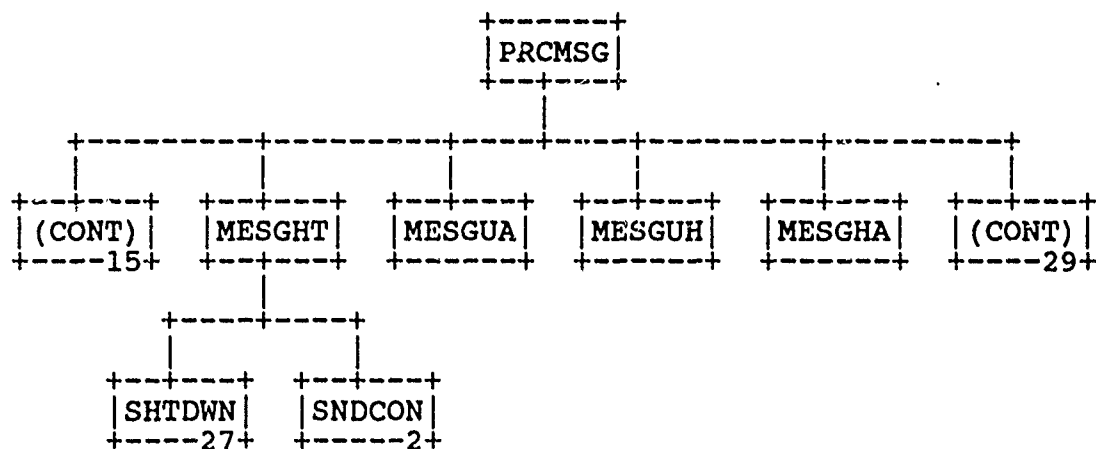 PRCMSG
(CONT) MESGHT MESGUA MESGUH MESGHA (CONT)
15 29
SHTDWN SNDCON
27 2